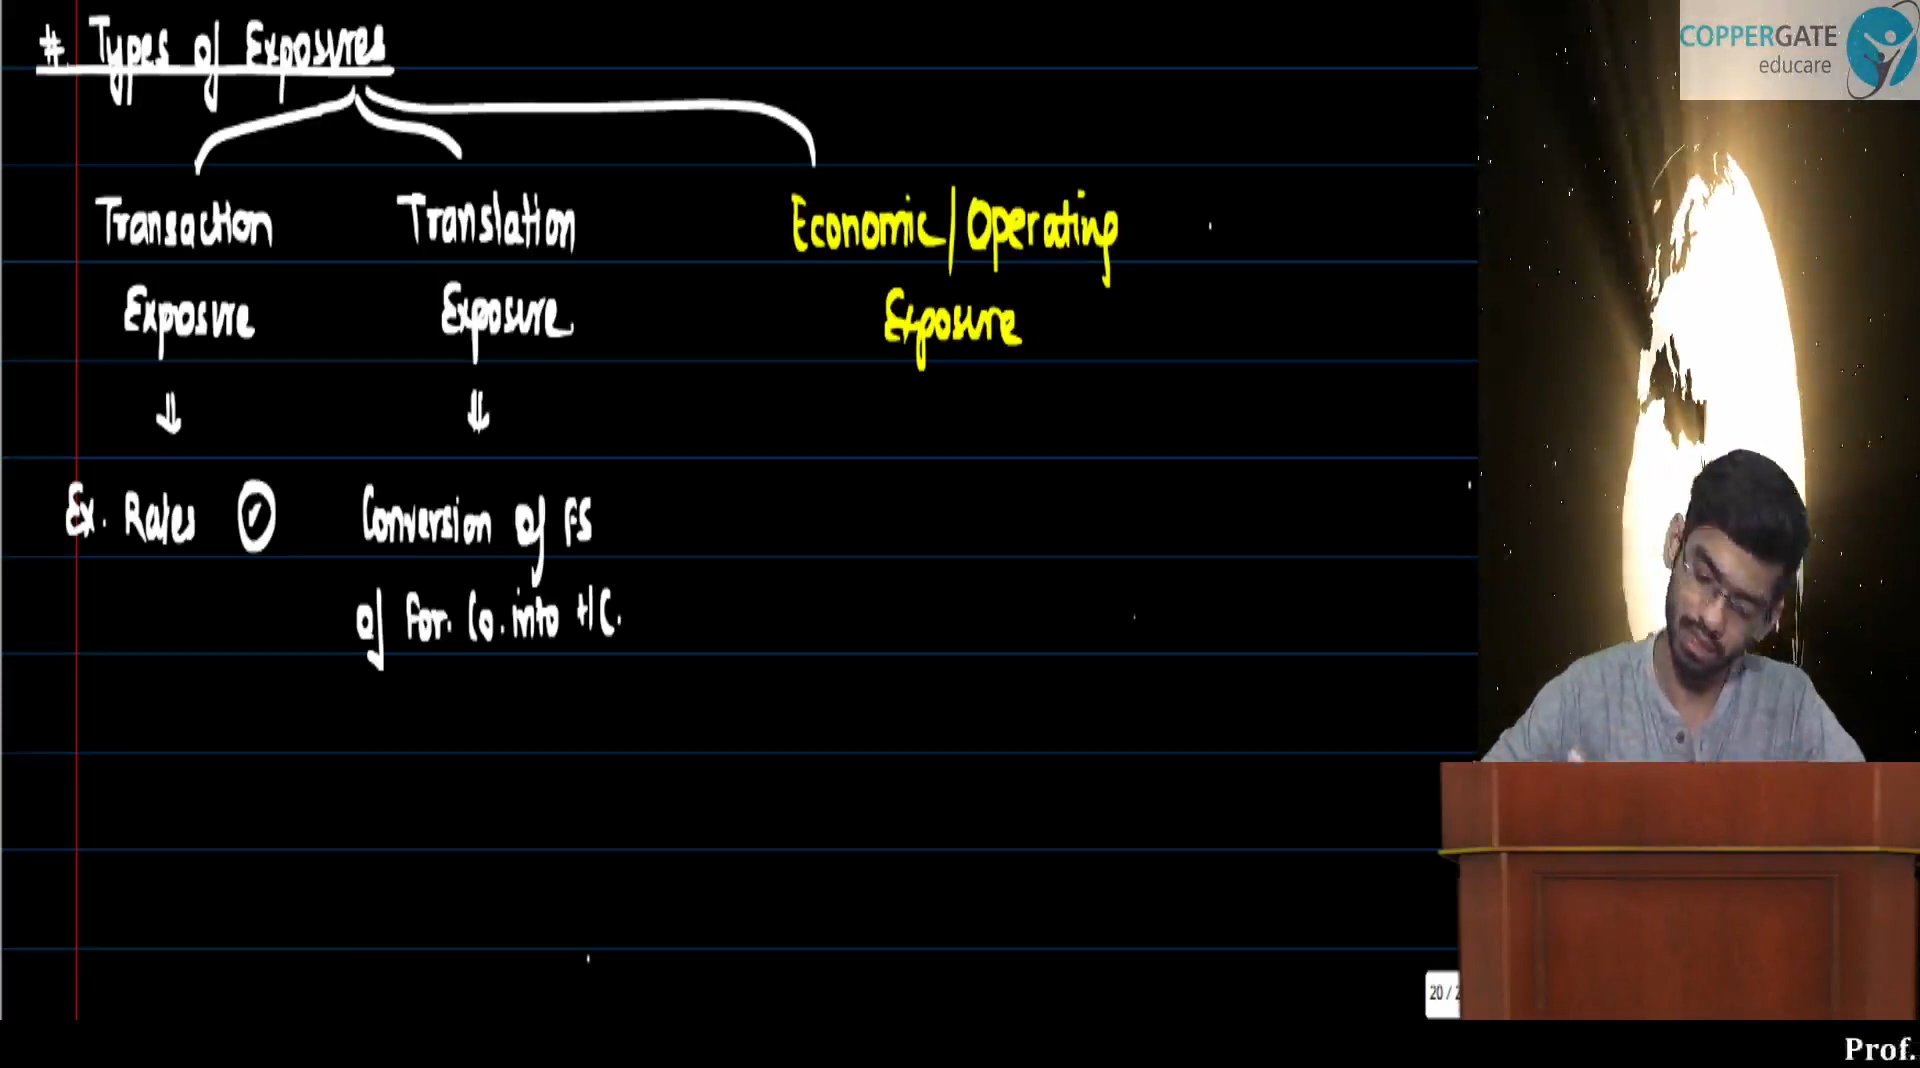 # Types of Exposures
Transaction Exposure
Translation Exposure
Economic/Operating Exposure
⇓ ⇓
Ex. Rates ✓
Conversion of FS
of For. Co. into HC.
COPPERGATE
educare
20 / 2
Prof.